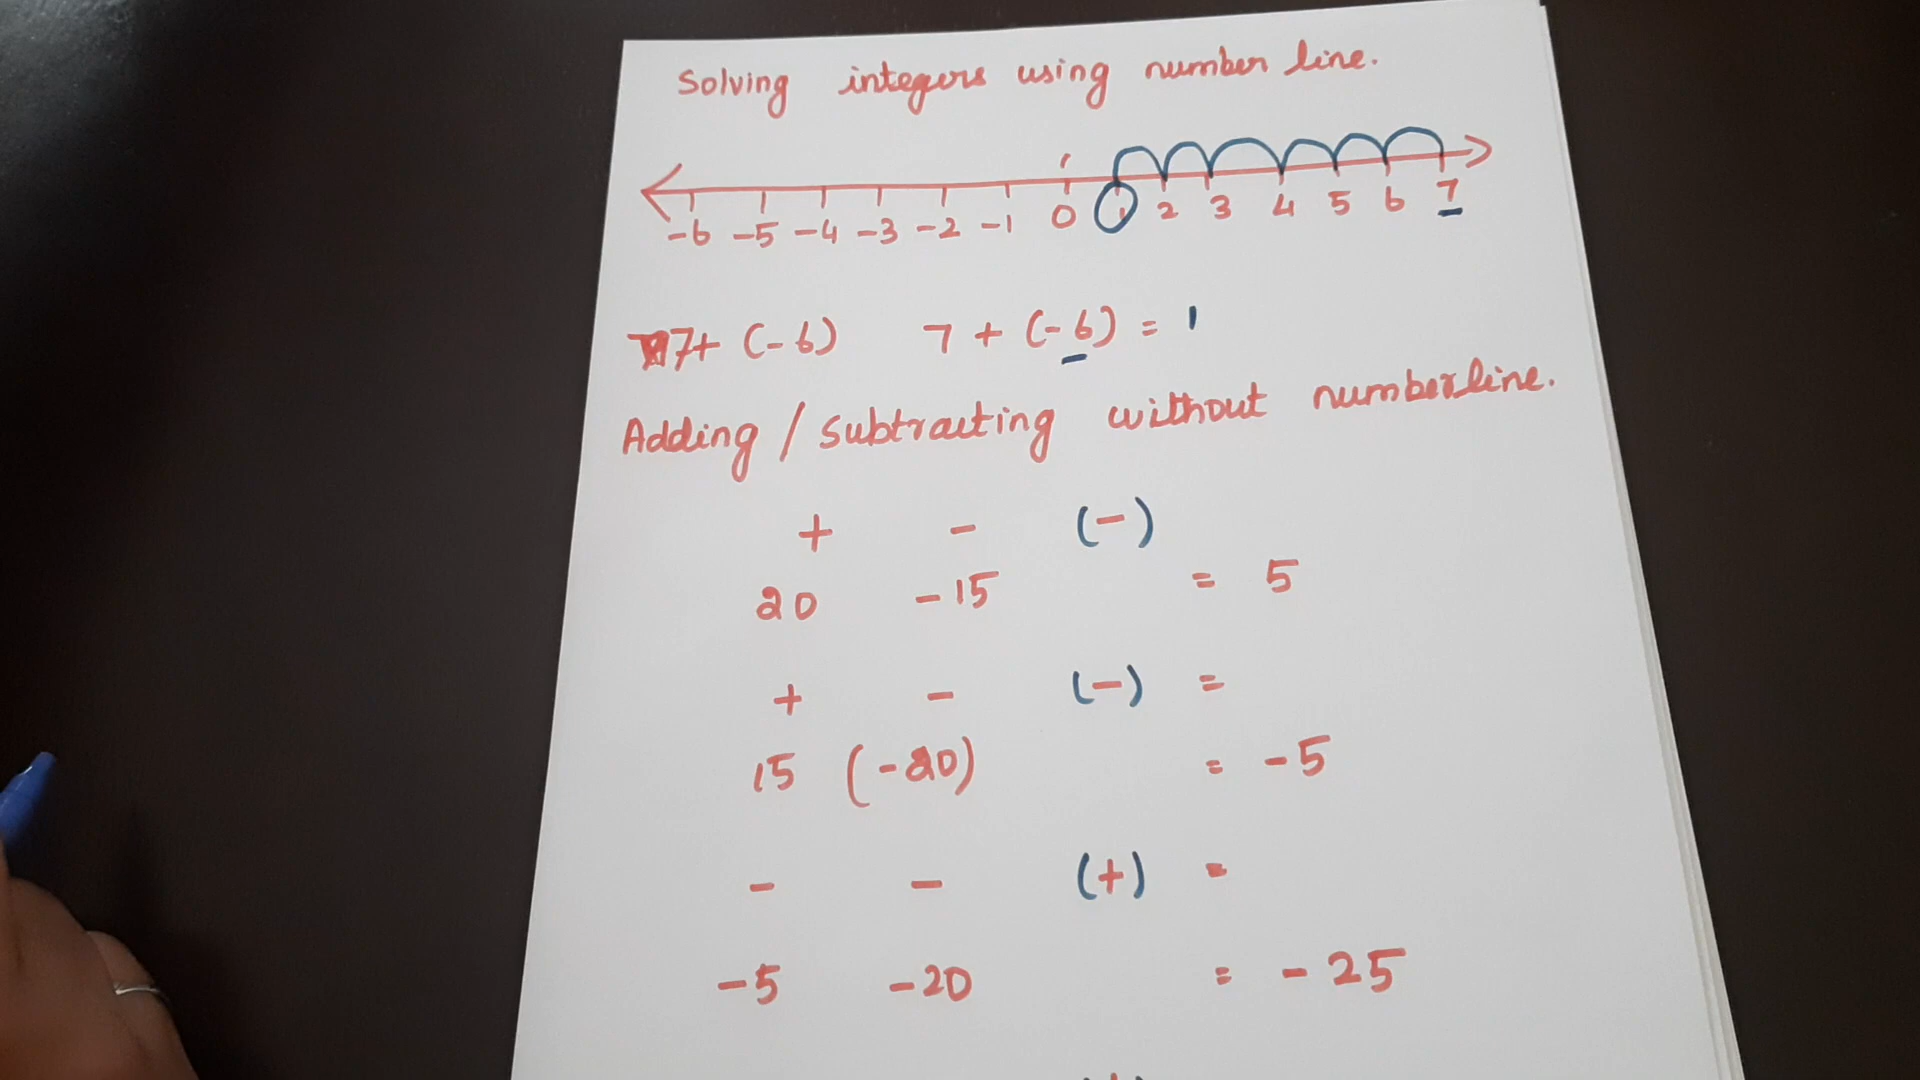 Solving integers using number line.
-6 -5 -4 -3 -2 -1 0 1 2 3 4 5 6 7
7+ (-6) 7 + (-6) = 1
Adding / subtracting without numberline.
+ - (-)
20 -15 = 5
+ - (-) =
15 (-20) = -5
- - (+) =
-5 -20 = -25